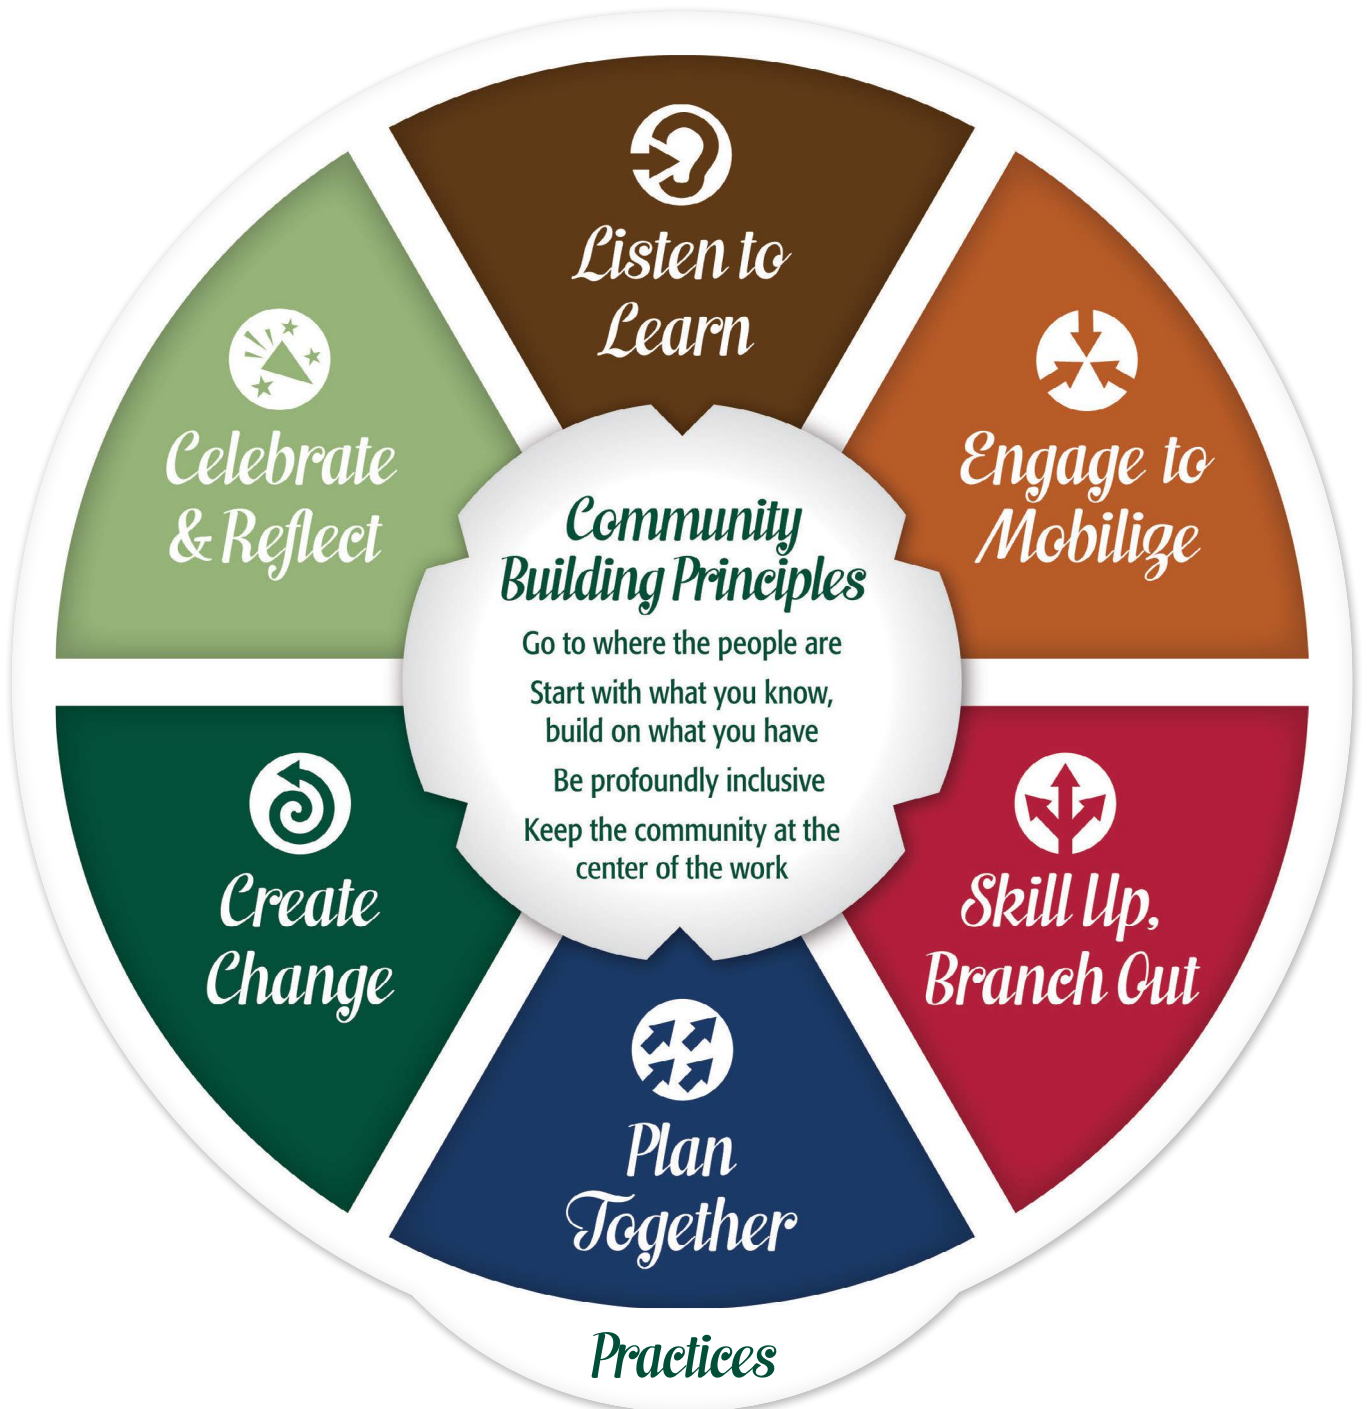 Listen to
Learn
Engage to
Mobilize
Skill Up,
Branch Out
Plan
Together
Create
Change
Celebrate
& Reflect
Community
Building Principles
Go to where the people are
Start with what you know,
build on what you have
Be profoundly inclusive
Keep the community at the
center of the work
Practices